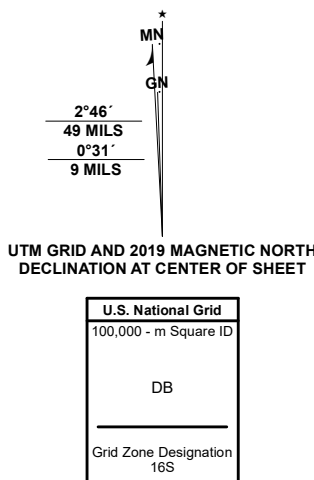 MN
GN
2°46´
49 MILS
0°31´
9 MILS
UTM GRID AND 2019 MAGNETIC NORTH
DECLINATION AT CENTER OF SHEET
U.S. National Grid
100,000 - m Square ID
DB
Grid Zone Designation
16S